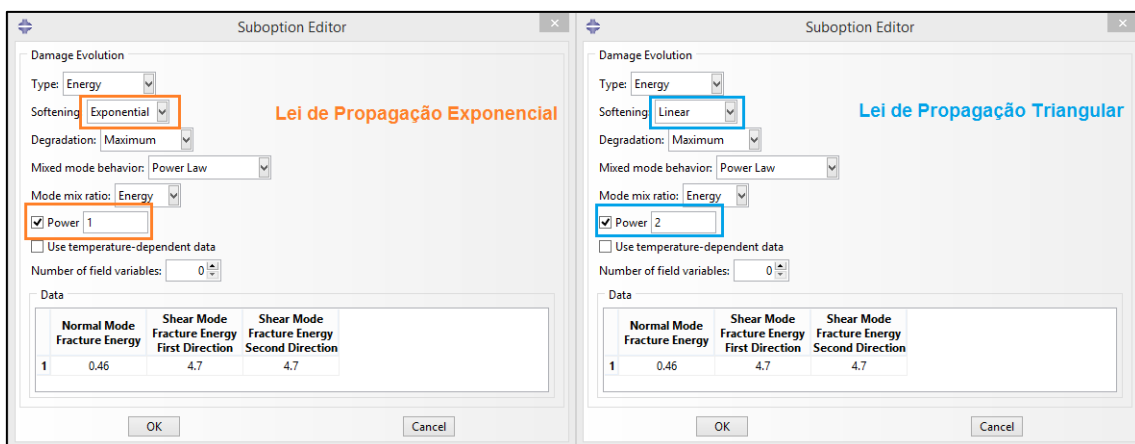 Suboption Editor
Damage Evolution
Type: Energy
Softening: Exponential
Lei de Propagação Exponencial
Degradation: Maximum
Mixed mode behavior: Power Law
Mode mix ratio: Energy
Power 1
Use temperature-dependent data
Number of field variables: 0
Data
Normal Mode Fracture Energy
Shear Mode Fracture Energy First Direction
Shear Mode Fracture Energy Second Direction
1 0.46 4.7 4.7
OK Cancel
Suboption Editor
Damage Evolution
Type: Energy
Softening: Linear
Lei de Propagação Triangular
Degradation: Maximum
Mixed mode behavior: Power Law
Mode mix ratio: Energy
Power 2
Use temperature-dependent data
Number of field variables: 0
Data
Normal Mode Fracture Energy
Shear Mode Fracture Energy First Direction
Shear Mode Fracture Energy Second Direction
1 0.46 4.7 4.7
OK Cancel